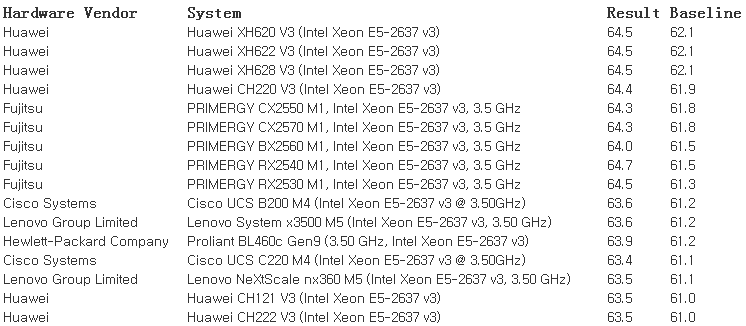 Hardware Vendor System Result Baseline
Huawei Huawei XH620 V3 (Intel Xeon E5-2637 v3) 64.5 62.1
Huawei Huawei XH622 V3 (Intel Xeon E5-2637 v3) 64.5 62.1
Huawei Huawei XH628 V3 (Intel Xeon E5-2637 v3) 64.5 62.1
Huawei Huawei CH220 V3 (Intel Xeon E5-2637 v3) 64.4 61.9
Fujitsu PRIMERGY CX2550 M1, Intel Xeon E5-2637 v3, 3.5 GHz 64.3 61.8
Fujitsu PRIMERGY CX2570 M1, Intel Xeon E5-2637 v3, 3.5 GHz 64.3 61.8
Fujitsu PRIMERGY BX2560 M1, Intel Xeon E5-2637 v3, 3.5 GHz 64.0 61.5
Fujitsu PRIMERGY RX2540 M1, Intel Xeon E5-2637 v3, 3.5 GHz 64.7 61.5
Fujitsu PRIMERGY RX2530 M1, Intel Xeon E5-2637 v3, 3.5 GHz 64.5 61.3
Cisco Systems Cisco UCS B200 M4 (Intel Xeon E5-2637 v3 @ 3.50GHz) 63.6 61.2
Lenovo Group Limited Lenovo System x3500 M5 (Intel Xeon E5-2637 v3, 3.50 GHz) 63.6 61.2
Hewlett-Packard Company Proliant BL460c Gen9 (3.50 GHz, Intel Xeon E5-2637 v3) 63.9 61.2
Cisco Systems Cisco UCS C220 M4 (Intel Xeon E5-2637 v3 @ 3.50GHz) 63.4 61.1
Lenovo Group Limited Lenovo NeXtScale nx360 M5 (Intel Xeon E5-2637 v3, 3.50 GHz) 63.5 61.1
Huawei Huawei CH121 V3 (Intel Xeon E5-2637 v3) 63.5 61.0
Huawei Huawei CH222 V3 (Intel Xeon E5-2637 v3) 63.5 61.0